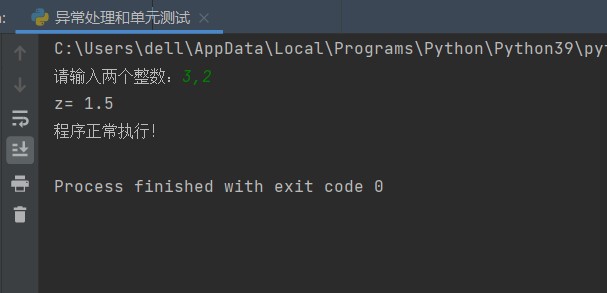 异常处理和单元测试
C:\Users\dell\AppData\Local\Programs\Python\Python39\pyt
请输入两个整数：3,2
z= 1.5
程序正常执行!
Process finished with exit code 0